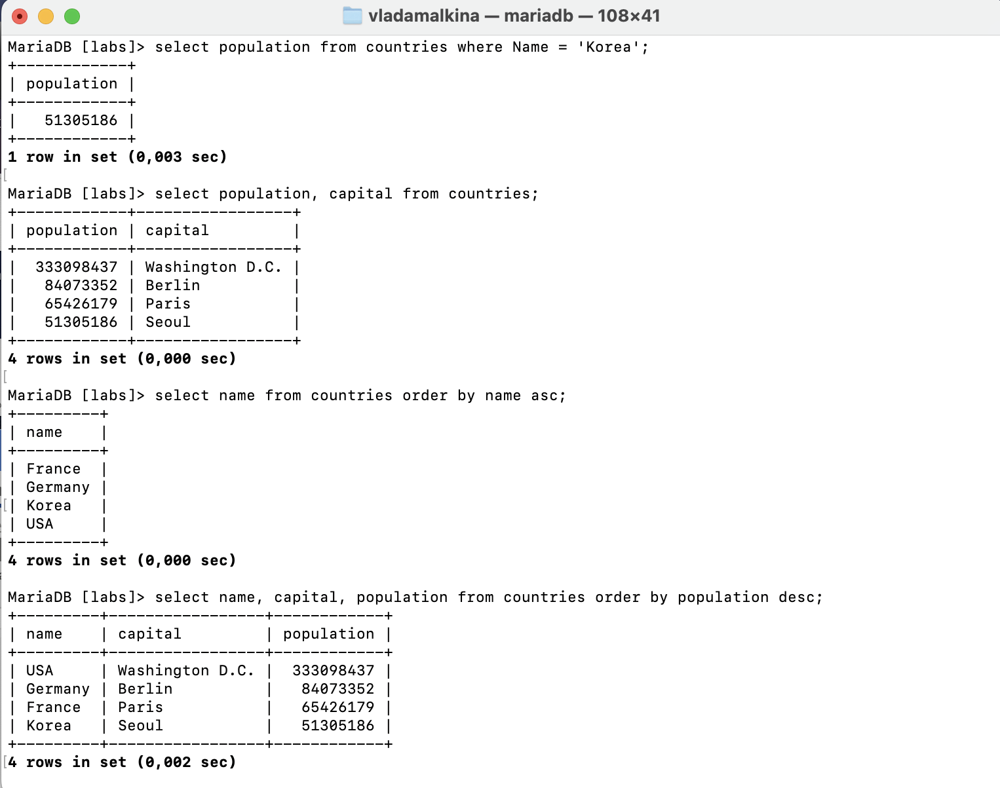 vladamalkina — mariadb — 108×41
MariaDB [labs]> select population from countries where Name = 'Korea';
+------------+
| population |
+------------+
|   51305186 |
+------------+
1 row in set (0,003 sec)
[
MariaDB [labs]> select population, capital from countries;
+------------+-----------------+
| population | capital         |
+------------+-----------------+
|  333098437 | Washington D.C. |
|   84073352 | Berlin          |
|   65426179 | Paris           |
|   51305186 | Seoul           |
+------------+-----------------+
4 rows in set (0,000 sec)
[
MariaDB [labs]> select name from countries order by name asc;
+---------+
| name    |
+---------+
| France  |
| Germany |
[| Korea   |
| USA     |
+---------+
4 rows in set (0,000 sec)

MariaDB [labs]> select name, capital, population from countries order by population desc;
+---------+-----------------+------------+
| name    | capital         | population |
+---------+-----------------+------------+
| USA     | Washington D.C. |  333098437 |
| Germany | Berlin          |   84073352 |
| France  | Paris           |   65426179 |
| Korea   | Seoul           |   51305186 |
+---------+-----------------+------------+
[4 rows in set (0,002 sec)